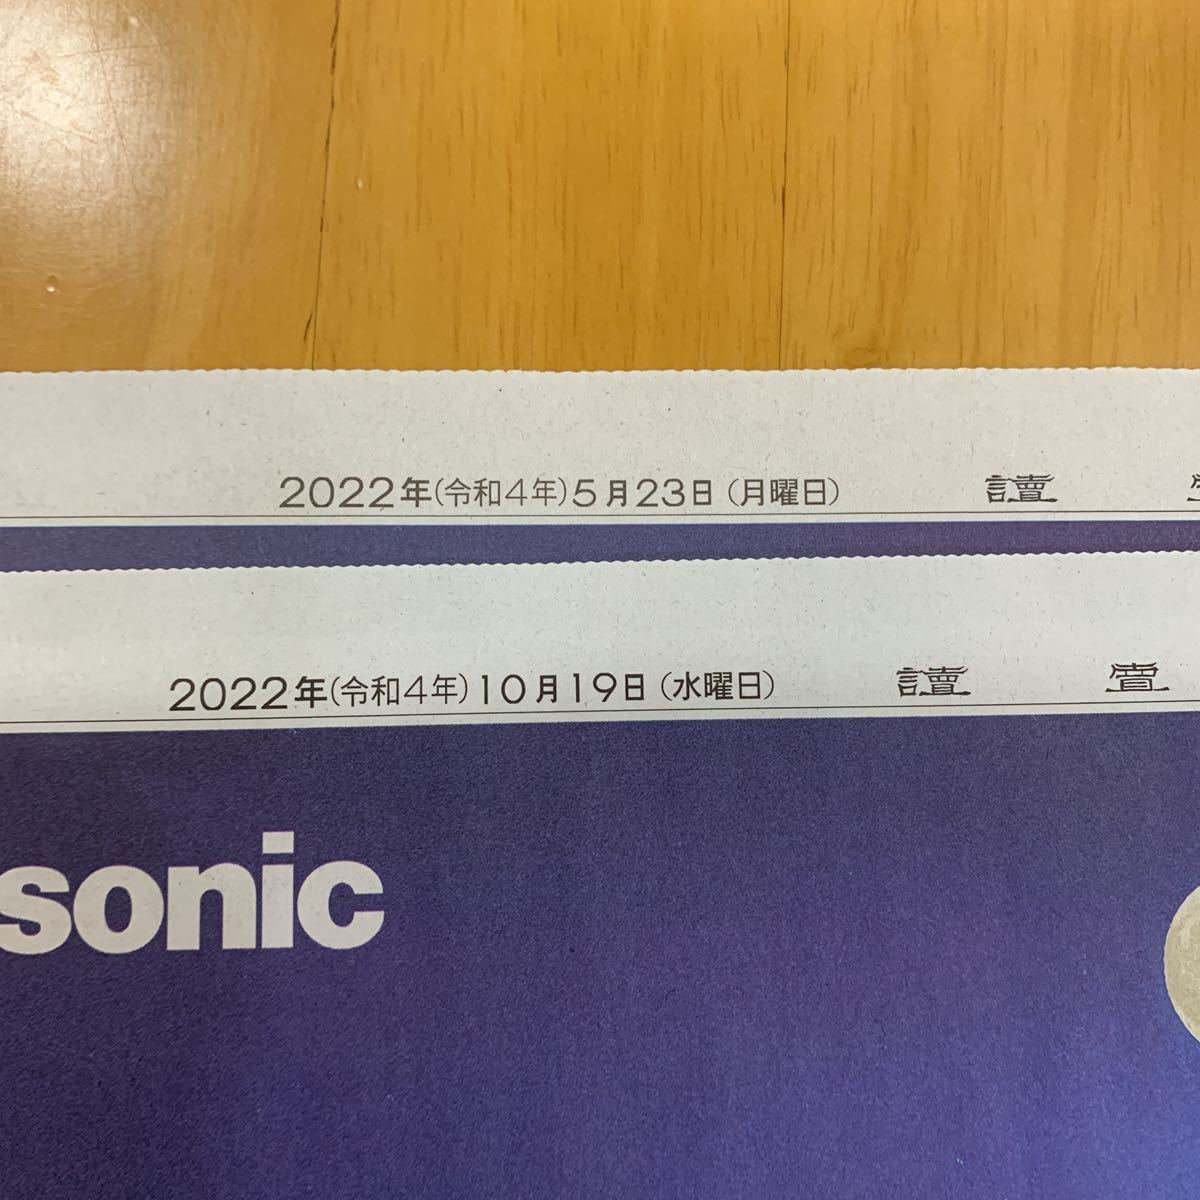 2022年(令和4年)5月23日(月曜日) 讀
2022年(令和4年)10月19日(水曜日) 讀 賣
sonic